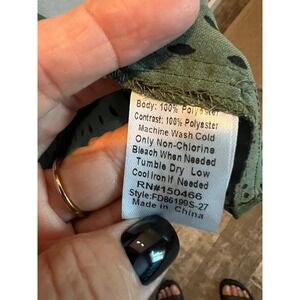 Body: 100% Polyester
Contrast: 100% Polyester
Machine Wash Cold
Only Non-Chlorine
Bleach When Needed
Tumble Dry Low
Cool Iron if Needed
RN#150466
Style:FD86199S-27
Made in China